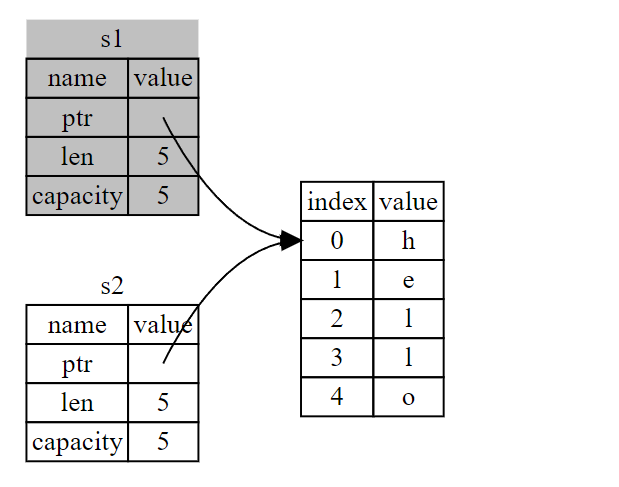 s1
name value
ptr
len 5
capacity 5
s2
name value
ptr
len 5
capacity 5
index value
0 h
1 e
2 l
3 l
4 o